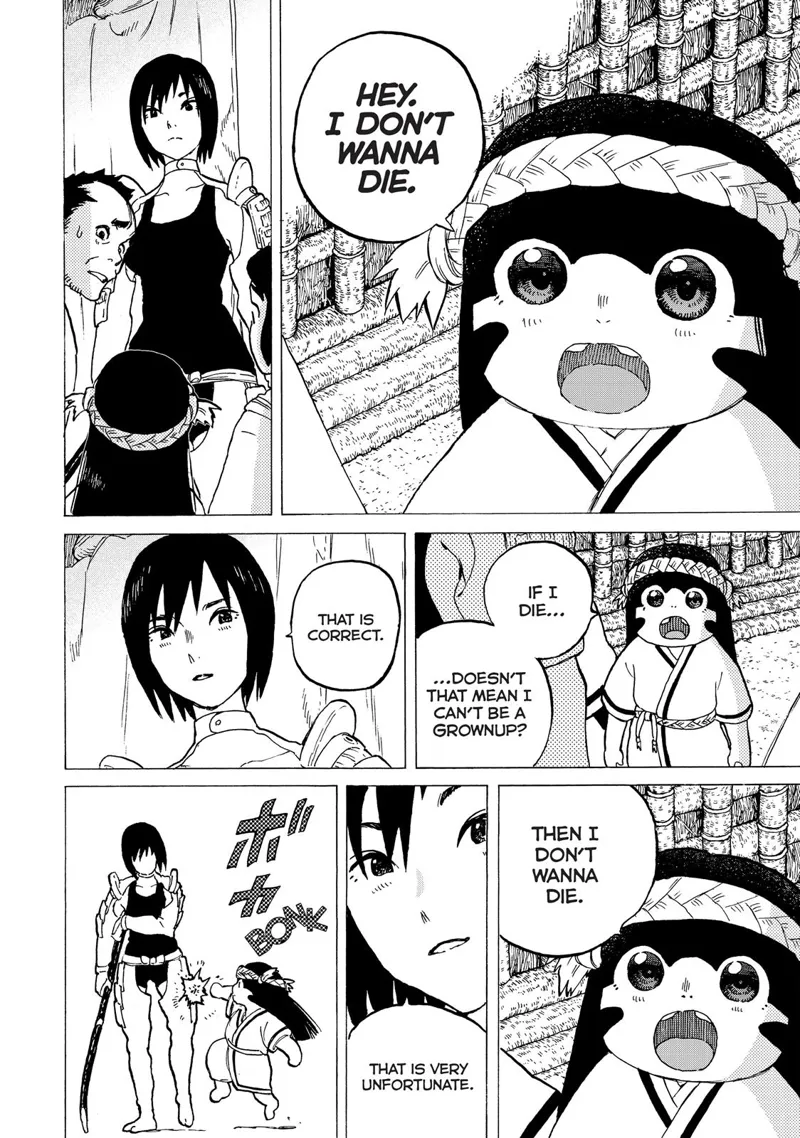 HEY.
I DON'T
WANNA
DIE.
IF I
DIE...
...DOESN'T
THAT MEAN I
CAN'T BE A
GROWNUP?
THAT IS
CORRECT.
THEN I
DON'T
WANNA
DIE.
THAT IS VERY
UNFORTUNATE.
ボカ
BONK